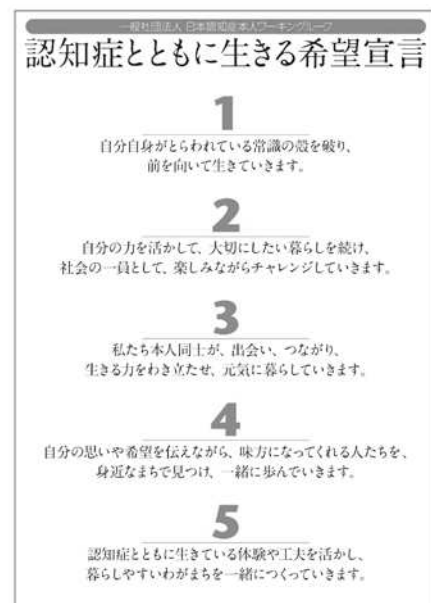 一般社団法人 日本認知症本人ワーキンググループ
認知症とともに生きる希望宣言
1
自分自身がとらわれている常識の殻を破り、
前を向いて生きていきます。
2
自分の力を活かして、大切にしたい暮らしを続け、
社会の一員として、楽しみながらチャレンジしていきます。
3
私たち本人同士が、出会い、つながり、
生きる力をわき立たせ、元気に暮らしていきます。
4
自分の思いや希望を伝えながら、味方になってくれる人たちを、
身近なまちで見つけ、一緒に歩んでいきます。
5
認知症とともに生きている体験や工夫を活かし、
暮らしやすいわがまちを一緒につくっていきます。